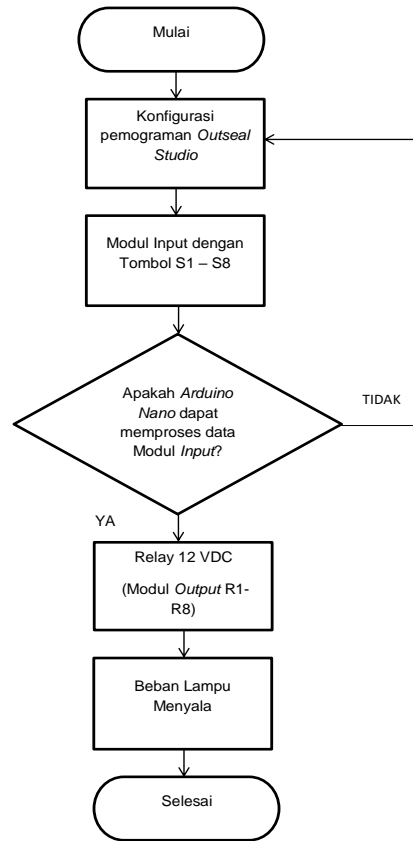 Mulai
Konfigurasi
pemograman Outseal
Studio
Modul Input dengan
Tombol S1 – S8
Apakah Arduino
Nano dapat
memproses data
Modul Input?
TIDAK
YA
Relay 12 VDC
(Modul Output R1-
R8)
Beban Lampu
Menyala
Selesai